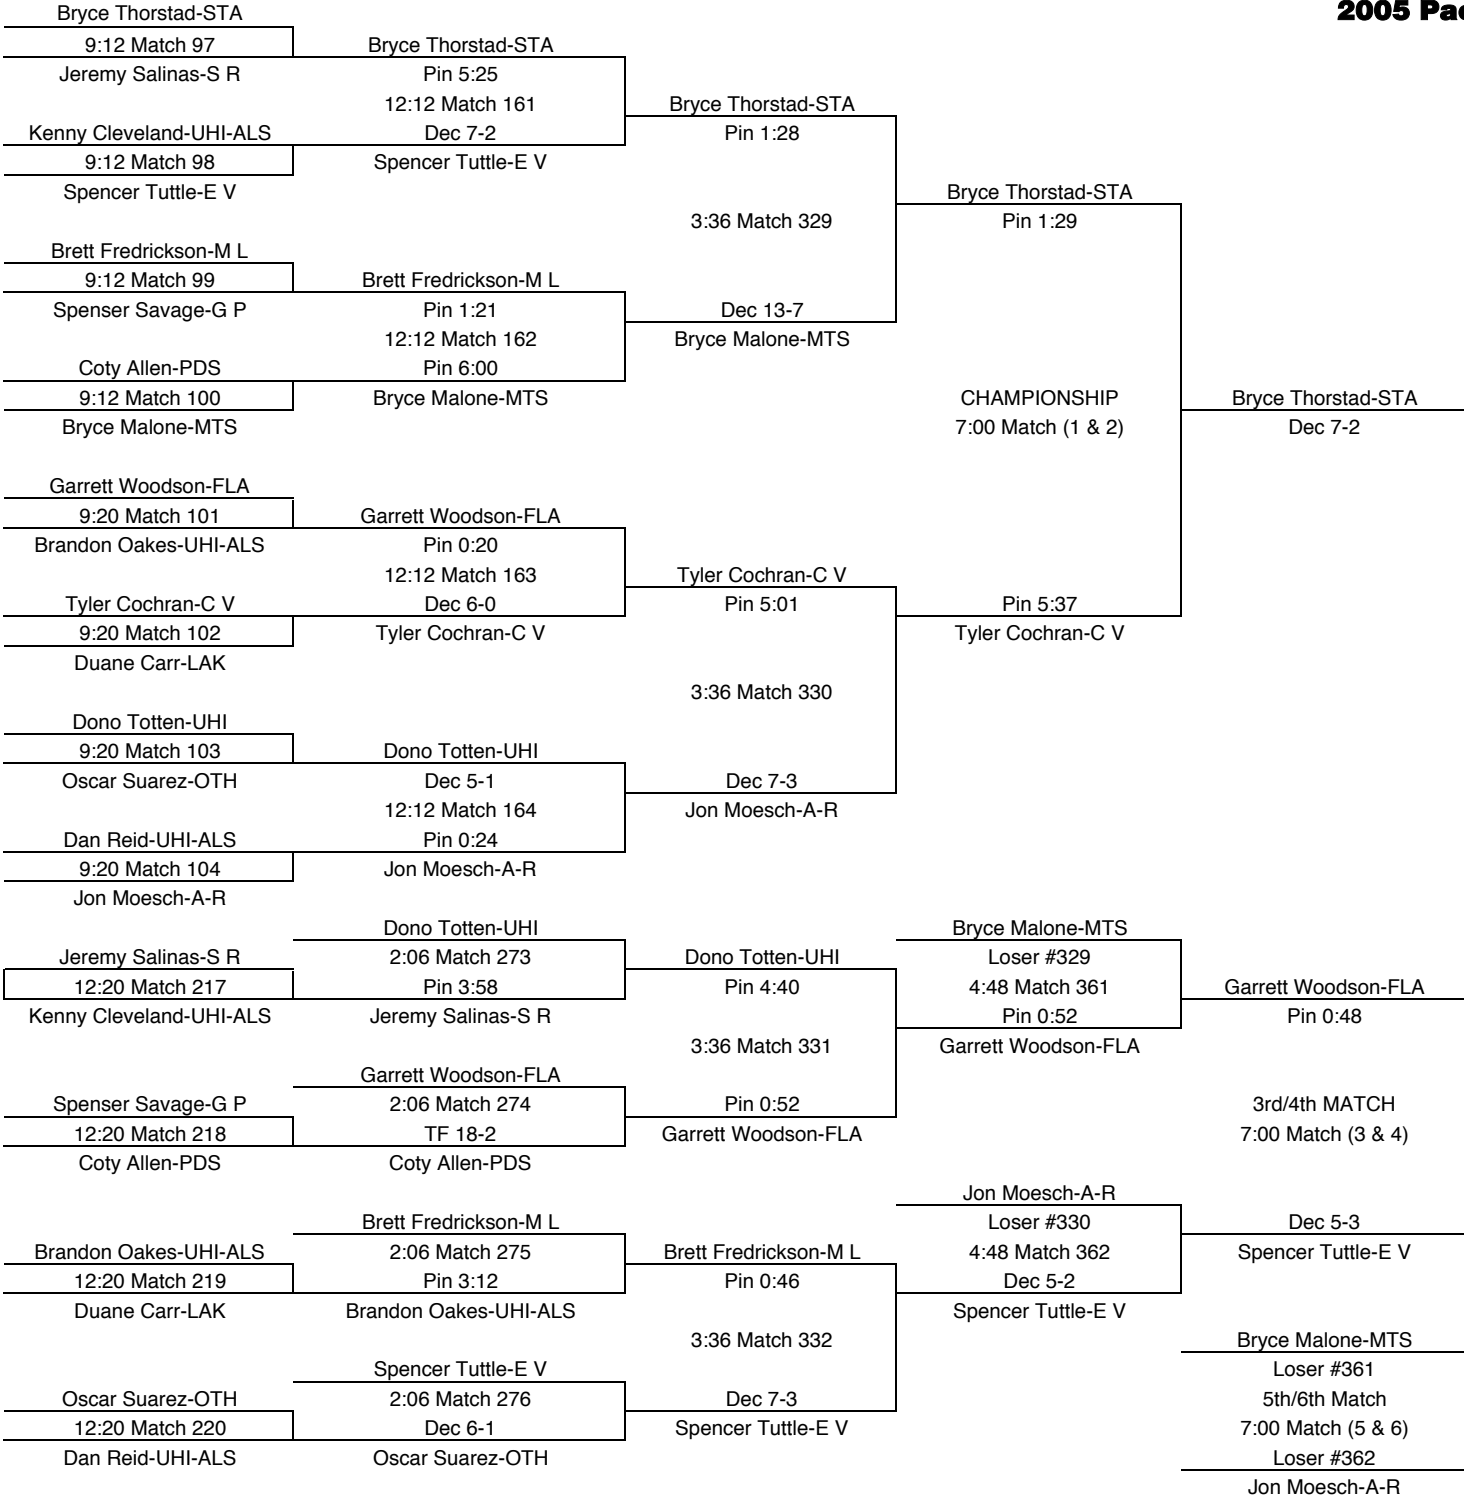 2005 Pac
Bryce Thorstad-STA
9:12 Match 97
Jeremy Salinas-S R
Kenny Cleveland-UHI-ALS
9:12 Match 98
Spencer Tuttle-E V
Brett Fredrickson-M L
9:12 Match 99
Spenser Savage-G P
Coty Allen-PDS
9:12 Match 100
Bryce Malone-MTS
Garrett Woodson-FLA
9:20 Match 101
Brandon Oakes-UHI-ALS
Tyler Cochran-C V
9:20 Match 102
Duane Carr-LAK
Dono Totten-UHI
9:20 Match 103
Oscar Suarez-OTH
Dan Reid-UHI-ALS
9:20 Match 104
Jon Moesch-A-R
Bryce Thorstad-STA
Pin 5:25
12:12 Match 161
Dec 7-2
Spencer Tuttle-E V
Brett Fredrickson-M L
Pin 1:21
12:12 Match 162
Pin 6:00
Bryce Malone-MTS
Garrett Woodson-FLA
Pin 0:20
12:12 Match 163
Dec 6-0
Tyler Cochran-C V
Dono Totten-UHI
Dec 5-1
12:12 Match 164
Pin 0:24
Jon Moesch-A-R
Bryce Thorstad-STA
Pin 1:28
3:36 Match 329
Dec 13-7
Bryce Malone-MTS
Tyler Cochran-C V
Pin 5:01
3:36 Match 330
Dec 7-3
Jon Moesch-A-R
Bryce Thorstad-STA
Pin 1:29
CHAMPIONSHIP
7:00 Match (1 & 2)
Pin 5:37
Tyler Cochran-C V
Bryce Thorstad-STA
Dec 7-2
Jeremy Salinas-S R
12:20 Match 217
Kenny Cleveland-UHI-ALS
Spenser Savage-G P
12:20 Match 218
Coty Allen-PDS
Brandon Oakes-UHI-ALS
12:20 Match 219
Duane Carr-LAK
Oscar Suarez-OTH
12:20 Match 220
Dan Reid-UHI-ALS
Dono Totten-UHI
2:06 Match 273
Pin 3:58
Jeremy Salinas-S R
Garrett Woodson-FLA
2:06 Match 274
TF 18-2
Coty Allen-PDS
Brett Fredrickson-M L
2:06 Match 275
Pin 3:12
Brandon Oakes-UHI-ALS
Spencer Tuttle-E V
2:06 Match 276
Dec 6-1
Oscar Suarez-OTH
Dono Totten-UHI
Pin 4:40
3:36 Match 331
Pin 0:52
Garrett Woodson-FLA
Brett Fredrickson-M L
Pin 0:46
3:36 Match 332
Dec 7-3
Spencer Tuttle-E V
Bryce Malone-MTS
Loser #329
4:48 Match 361
Pin 0:52
Garrett Woodson-FLA
Jon Moesch-A-R
Loser #330
4:48 Match 362
Dec 5-2
Spencer Tuttle-E V
Garrett Woodson-FLA
Pin 0:48
3rd/4th MATCH
7:00 Match (3 & 4)
Dec 5-3
Spencer Tuttle-E V
Bryce Malone-MTS
Loser #361
5th/6th Match
7:00 Match (5 & 6)
Loser #362
Jon Moesch-A-R